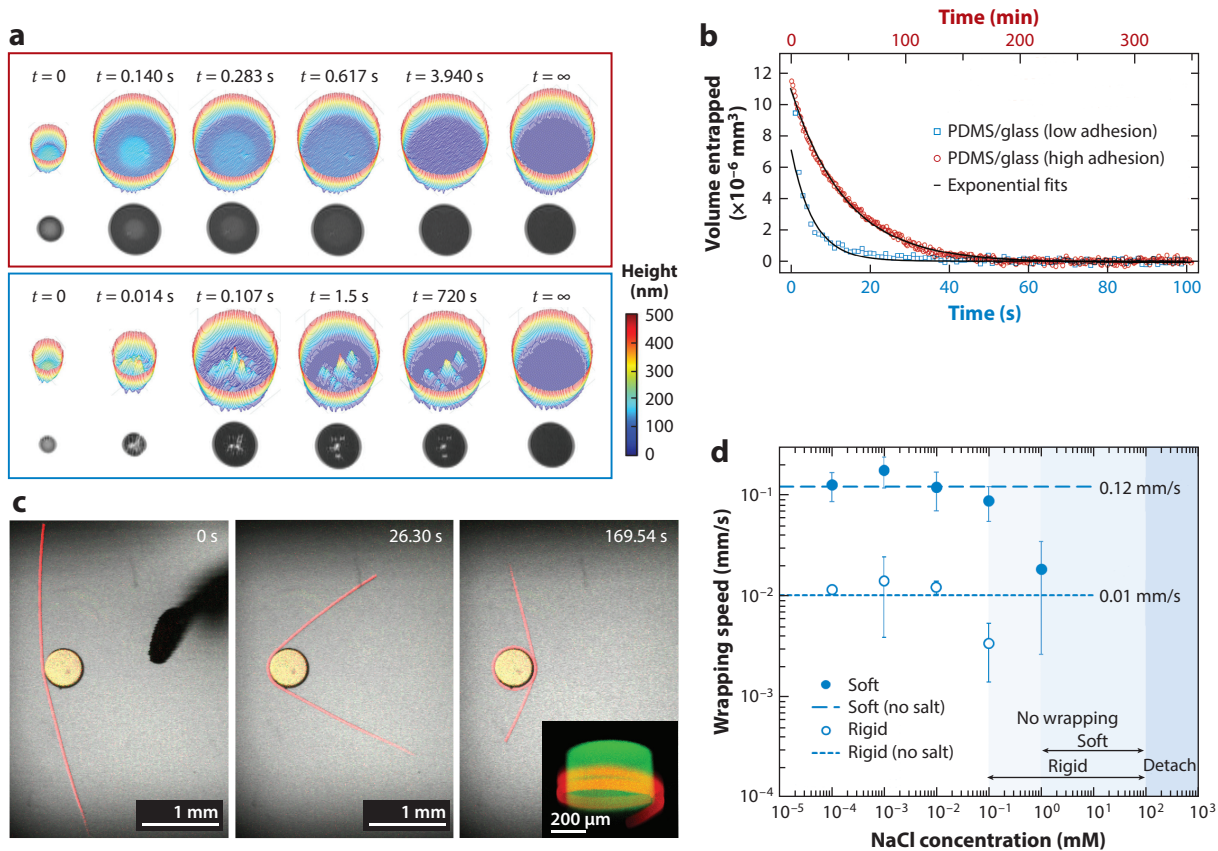 a
t = 0 t = 0.140 s t = 0.283 s t = 0.617 s t = 3.940 s t = ∞
t = 0 t = 0.014 s t = 0.107 s t = 1.5 s t = 720 s t = ∞
Height
(nm)
500
400
300
200
100
0
b
Time (min)
0 100 200 300
Volume entrapped
(×10⁻⁶ mm³)
12
10
8
6
4
2
0
PDMS/glass (low adhesion)
PDMS/glass (high adhesion)
Exponential fits
0 20 40 60 80 100
Time (s)
c
0 s
1 mm
26.30 s
1 mm
169.54 s
200 μm
d
Wrapping speed (mm/s)
10⁻¹
10⁻²
10⁻³
10⁻⁴
0.12 mm/s
0.01 mm/s
Soft
Soft (no salt)
Rigid
Rigid (no salt)
No wrapping
Soft
Rigid
Detach
10⁻⁵ 10⁻⁴ 10⁻³ 10⁻² 10⁻¹ 10⁰ 10¹ 10² 10³
NaCl concentration (mM)